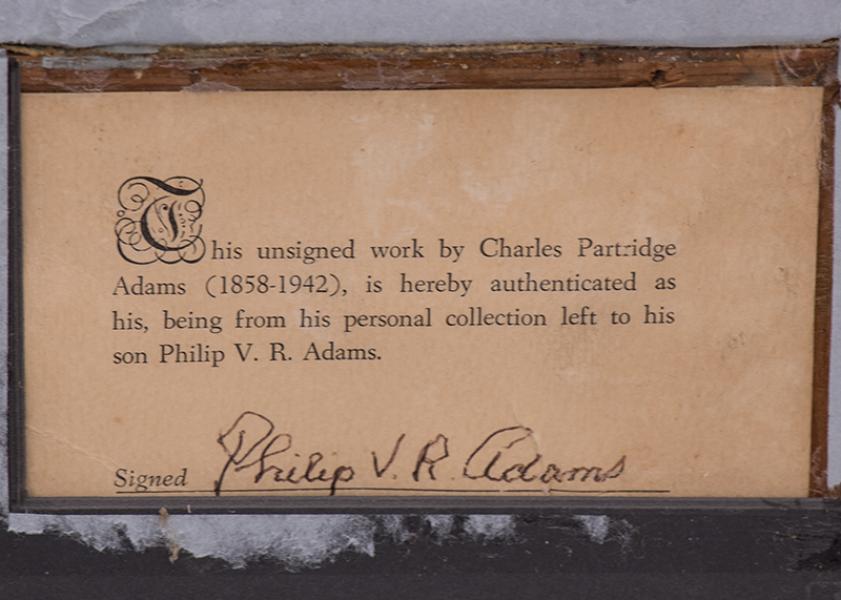 This unsigned work by Charles Partridge
Adams (1858-1942), is hereby authenticated as
his, being from his personal collection left to his
son Philip V. R. Adams.
Signed Philip V. R. Adams